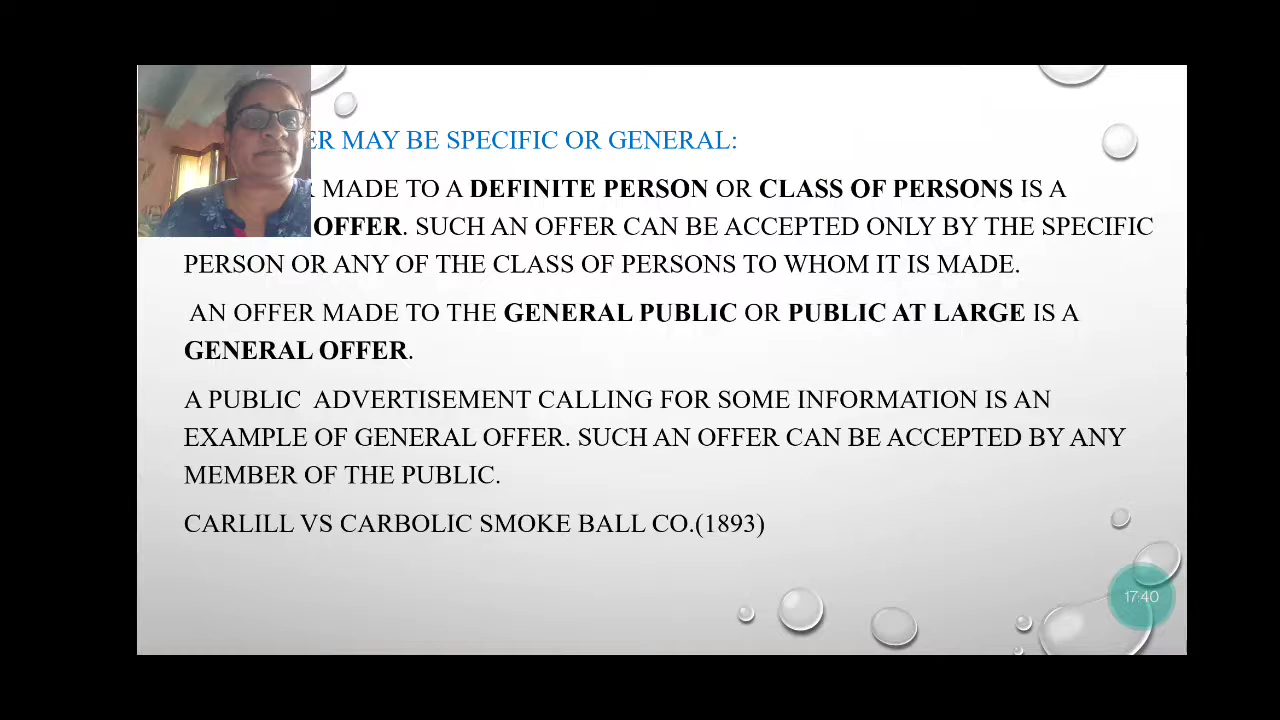 ER MAY BE SPECIFIC OR GENERAL:
MADE TO A DEFINITE PERSON OR CLASS OF PERSONS IS A
OFFER. SUCH AN OFFER CAN BE ACCEPTED ONLY BY THE SPECIFIC
PERSON OR ANY OF THE CLASS OF PERSONS TO WHOM IT IS MADE.
AN OFFER MADE TO THE GENERAL PUBLIC OR PUBLIC AT LARGE IS A
GENERAL OFFER.
A PUBLIC ADVERTISEMENT CALLING FOR SOME INFORMATION IS AN
EXAMPLE OF GENERAL OFFER. SUCH AN OFFER CAN BE ACCEPTED BY ANY
MEMBER OF THE PUBLIC.
CARLILL VS CARBOLIC SMOKE BALL CO.(1893)
17:40